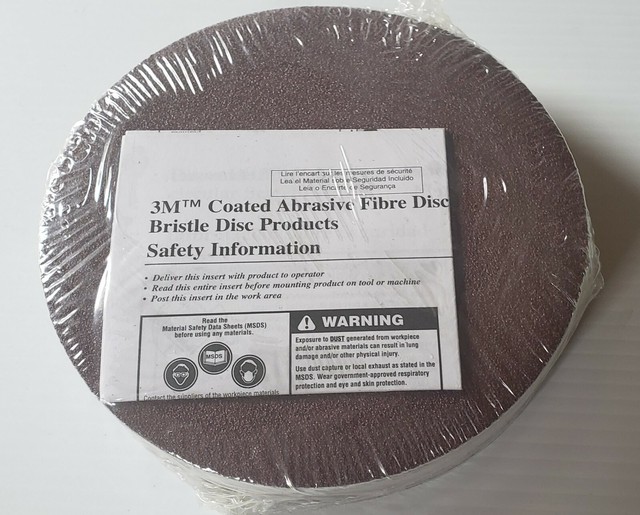 Lire l'encart sur les mesures de sécurité
Lea el Material sobre Seguridad Incluido
Leia o Encarte de Segurança
3M™ Coated Abrasive Fibre Disc
Bristle Disc Products
Safety Information
• Deliver this insert with product to operator
• Read this entire insert before mounting product on tool or machine
• Post this insert in the work area
Read the
Material Safety Data Sheets (MSDS)
before using any materials.
MSDS
Contact the suppliers of the workpiece materials
WARNING
Exposure to DUST generated from workpiece
and/or abrasive materials can result in lung
damage and/or other physical injury.
Use dust capture or local exhaust as stated in the
MSDS. Wear government-approved respiratory
protection and eye and skin protection.